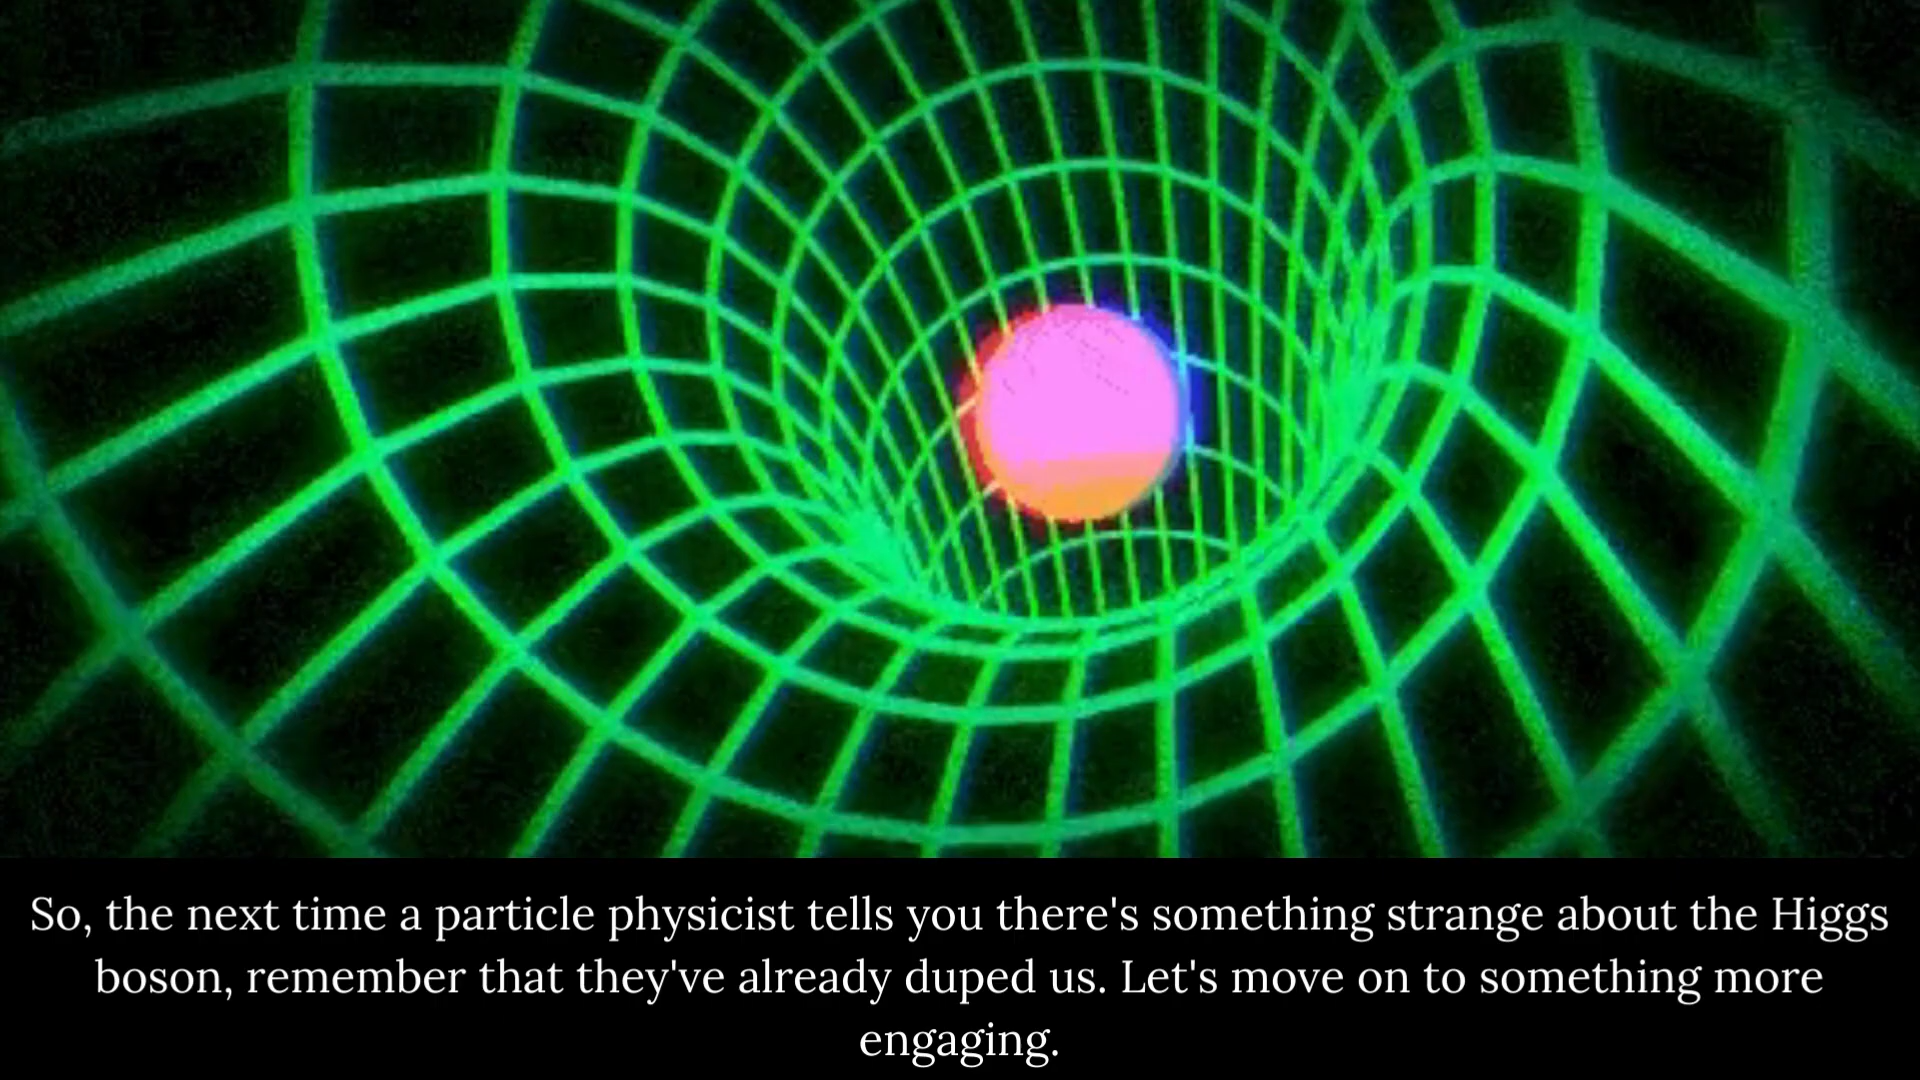 So, the next time a particle physicist tells you there's something strange about the Higgs
boson, remember that they've already duped us. Let's move on to something more
engaging.